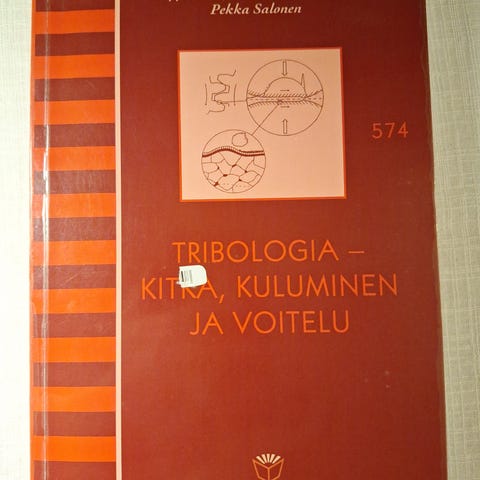 Pekka Salonen
574
TRIBOLOGIA –
KITKA, KULUMINEN
JA VOITELU